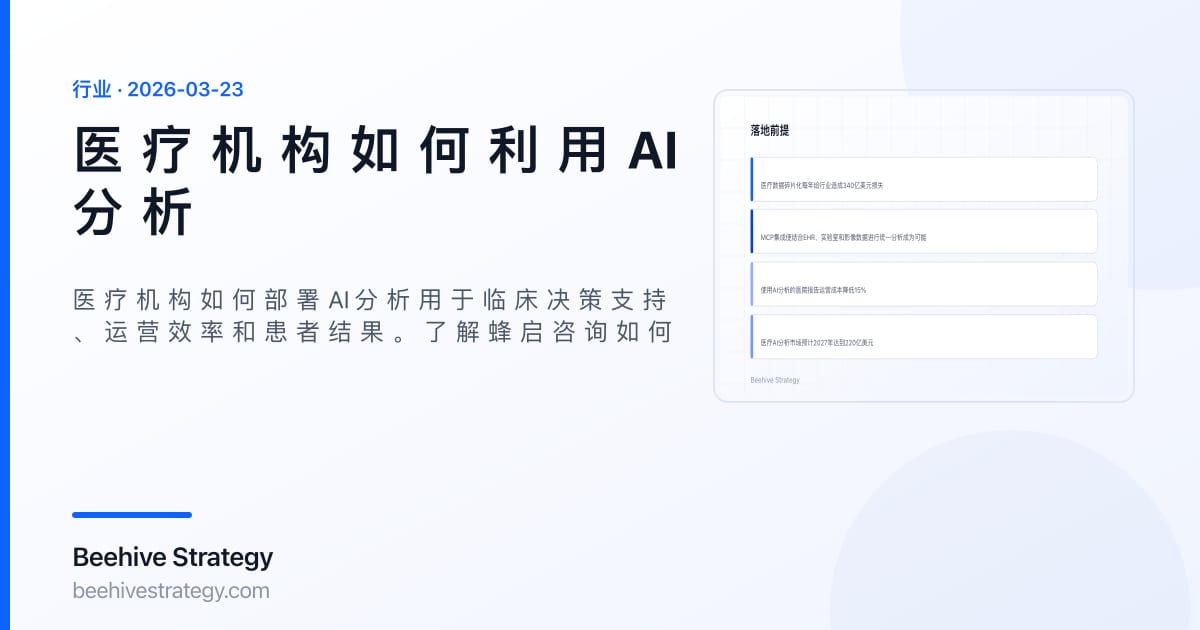 行业 · 2026-03-23
医疗机构如何利用AI
分析
医疗机构如何部署AI分析用于临床决策支持
、运营效率和患者结果。了解蜂启咨询如何
落地前提
医疗数据碎片化每年给行业造成340亿美元损失
MCP集成使结合EHR、实验室和影像数据进行统一分析成为可能
使用AI分析的医院报告运营成本降低15%
医疗AI分析市场预计2027年达到220亿美元
Beehive Strategy
Beehive Strategy
beehivestrategy.com